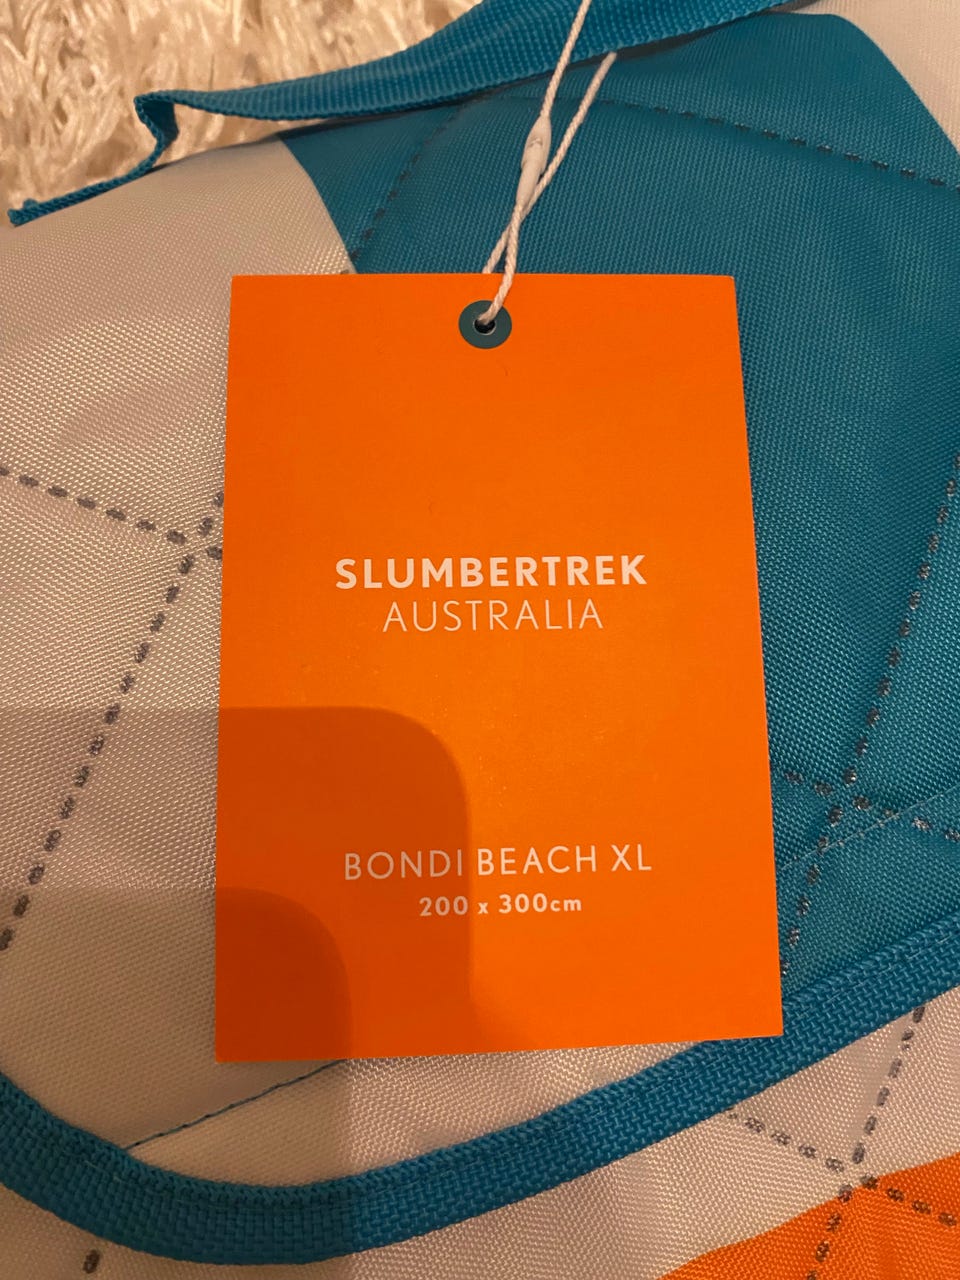 SLUMBERTREK
AUSTRALIA
BONDI BEACH XL
200 x 300cm